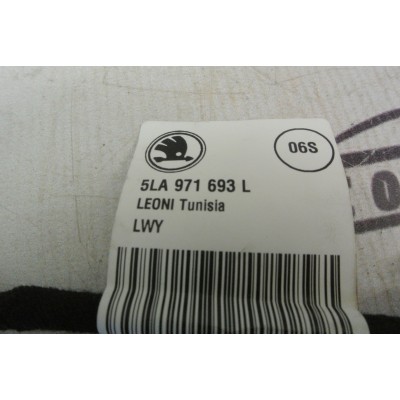 06S
5LA 971 693 L
LEONI Tunisia
LWY